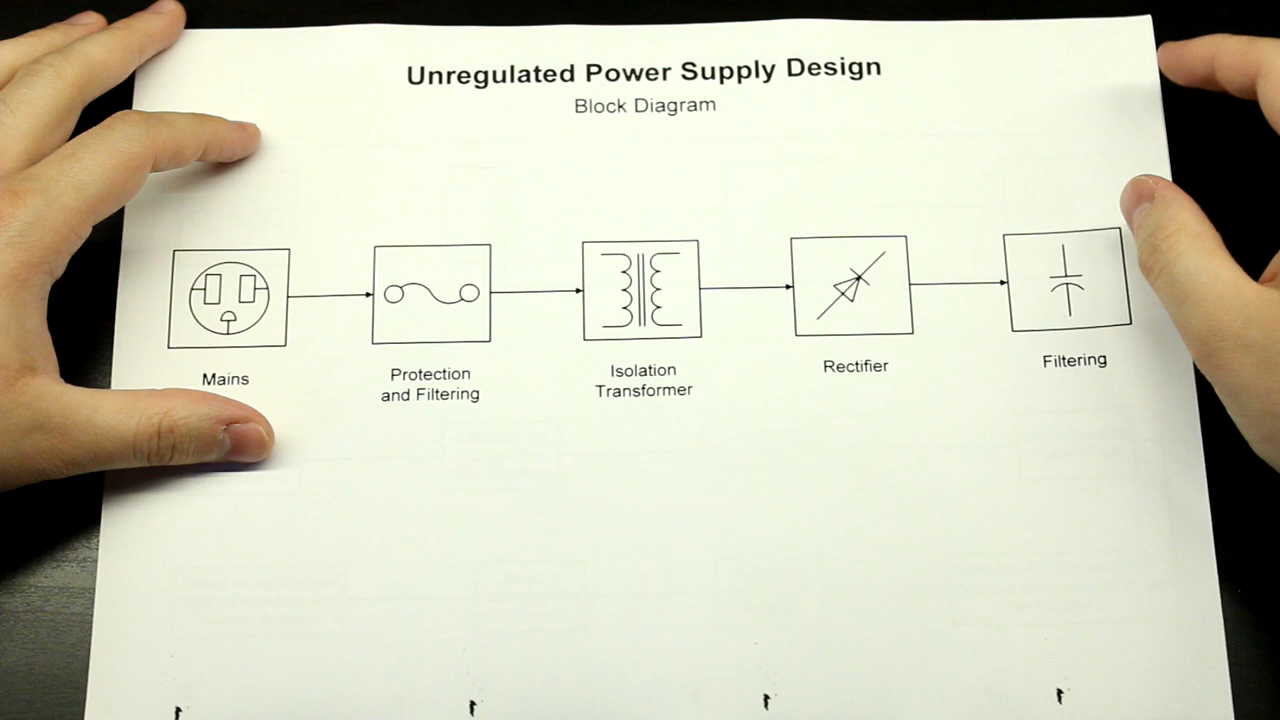 Unregulated Power Supply Design
Block Diagram
Mains
Protection
and Filtering
Isolation
Transformer
Rectifier
Filtering